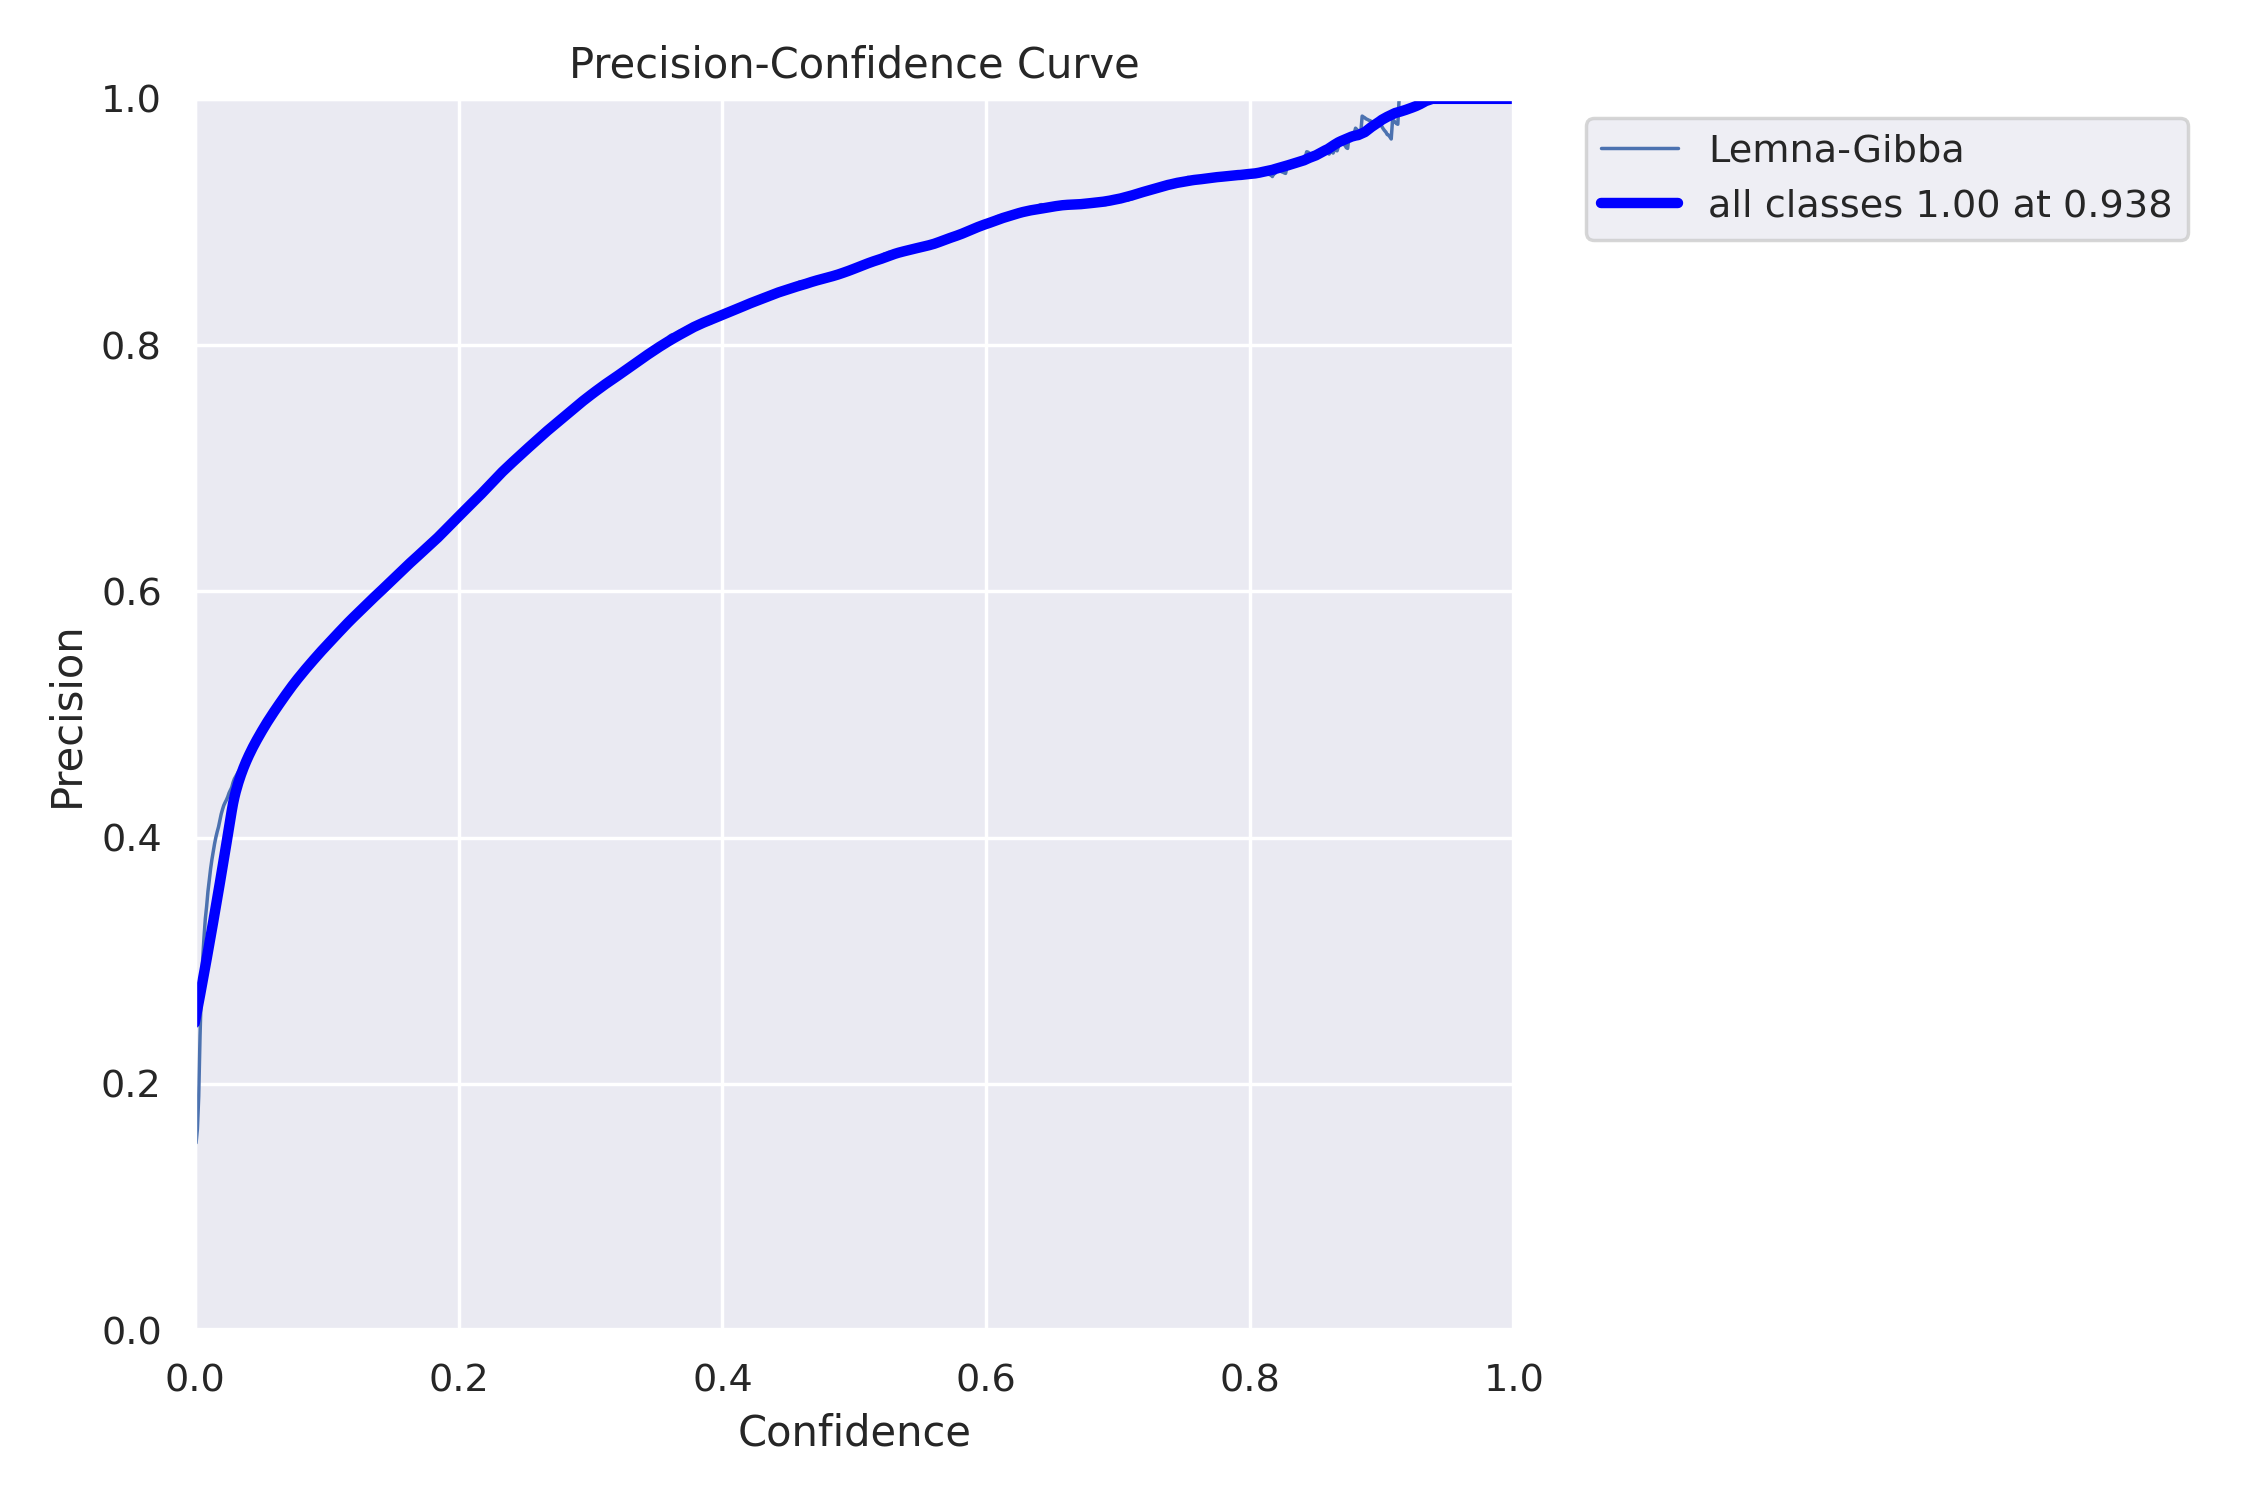 Precision-Confidence Curve
1.0
0.8
0.6
0.4
0.2
0.0
Precision
0.0 0.2 0.4 0.6 0.8 1.0
Confidence
Lemna-Gibba
all classes 1.00 at 0.938